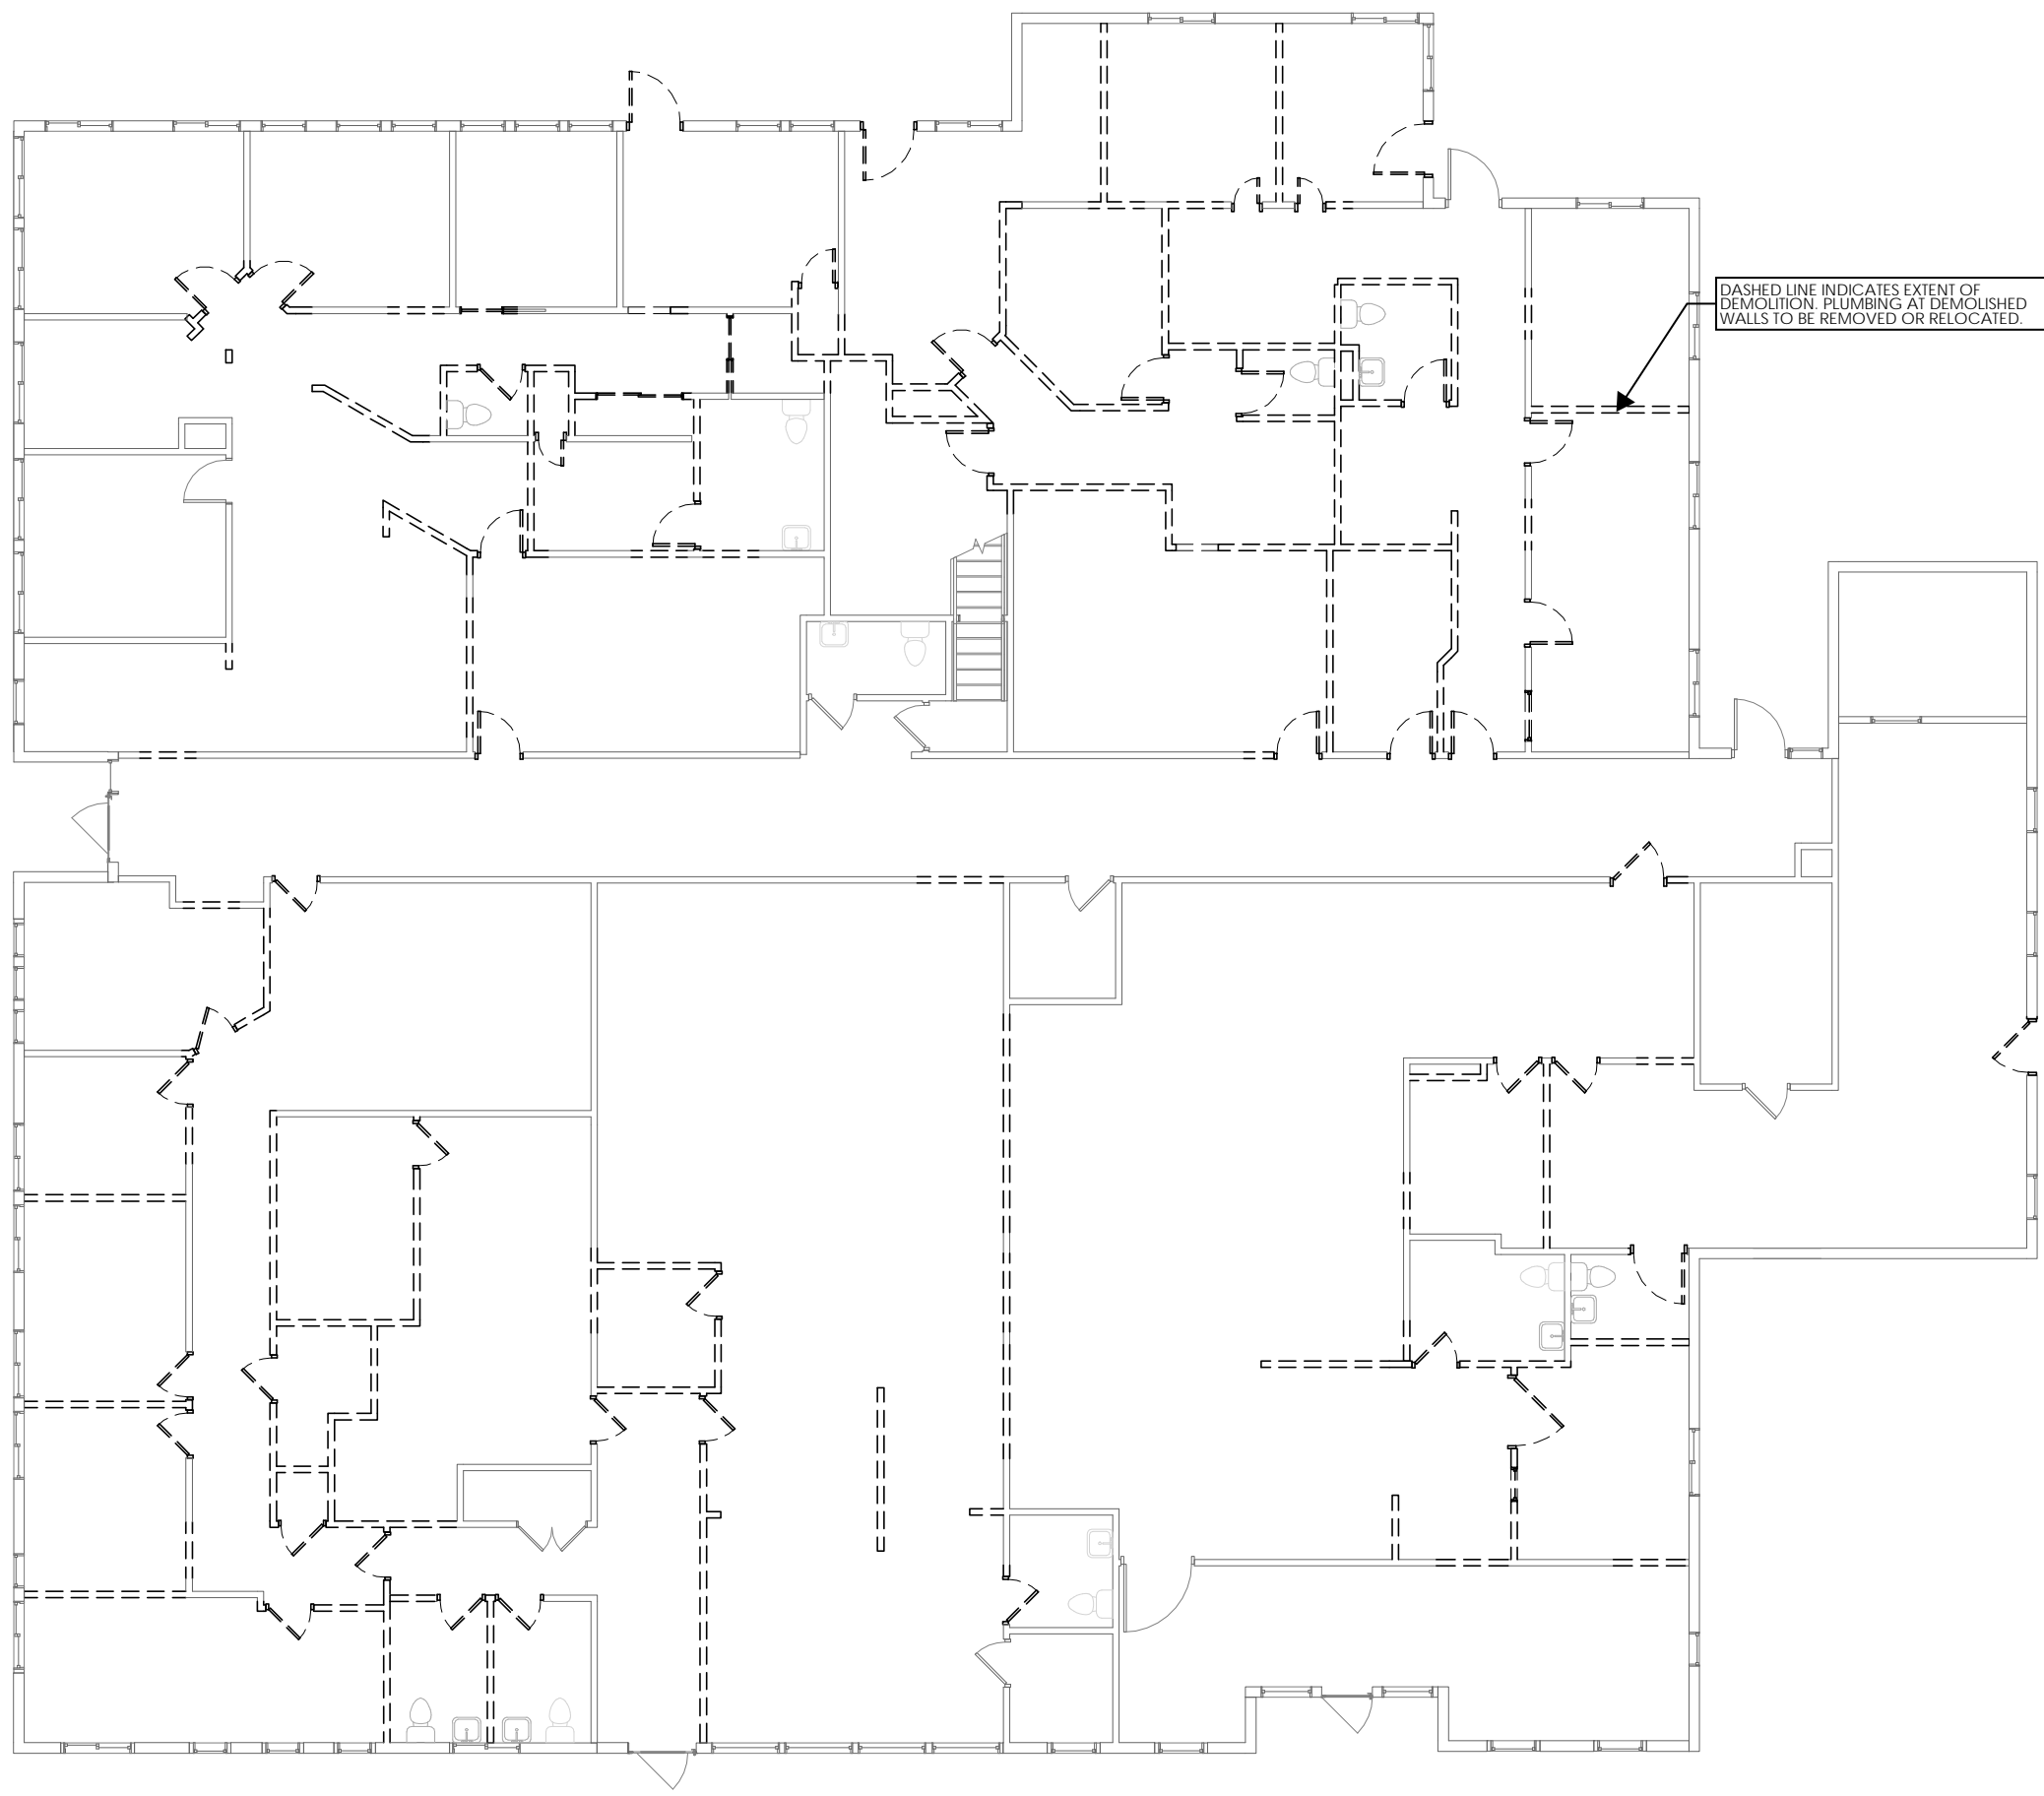 DASHED LINE INDICATES EXTENT OF
DEMOLITION. PLUMBING AT DEMOLISHED
WALLS TO BE REMOVED OR RELOCATED.